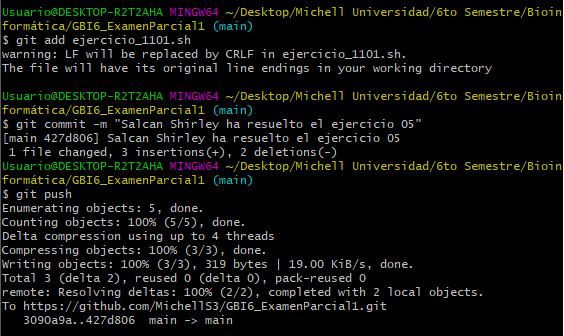 Usuario@DESKTOP-R2T2AHA MINGW64 ~/Desktop/Michell Universidad/6to Semestre/Bioin
formática/GBI6_ExamenParcial1 (main)
$ git add ejercicio_1101.sh
warning: LF will be replaced by CRLF in ejercicio_1101.sh.
The file will have its original line endings in your working directory
Usuario@DESKTOP-R2T2AHA MINGW64 ~/Desktop/Michell Universidad/6to Semestre/Bioin
formática/GBI6_ExamenParcial1 (main)
$ git commit -m "Salcan Shirley ha resuelto el ejercicio 05"
[main 427d806] Salcan Shirley ha resuelto el ejercicio 05
 1 file changed, 3 insertions(+), 2 deletions(-)
Usuario@DESKTOP-R2T2AHA MINGW64 ~/Desktop/Michell Universidad/6to Semestre/Bioin
formática/GBI6_ExamenParcial1 (main)
$ git push
Enumerating objects: 5, done.
Counting objects: 100% (5/5), done.
Delta compression using up to 4 threads
Compressing objects: 100% (3/3), done.
Writing objects: 100% (3/3), 319 bytes | 19.00 KiB/s, done.
Total 3 (delta 2), reused 0 (delta 0), pack-reused 0
remote: Resolving deltas: 100% (2/2), completed with 2 local objects.
To https://github.com/MichellS3/GBI6_ExamenParcial1.git
   3090a9a..427d806  main -> main